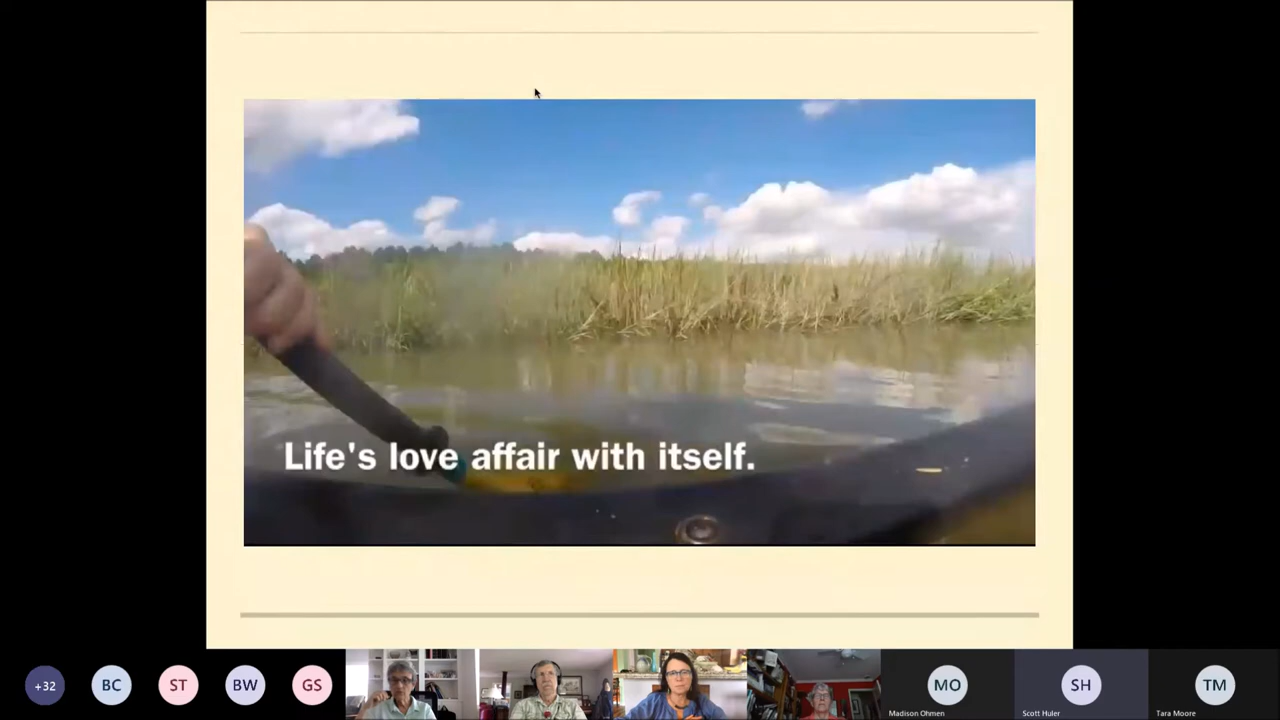 Life's love affair with itself.
+32
BC
ST
BW
GS
MO
SH
TM
Madison Ohmen
Scott Huler
Tara Moore